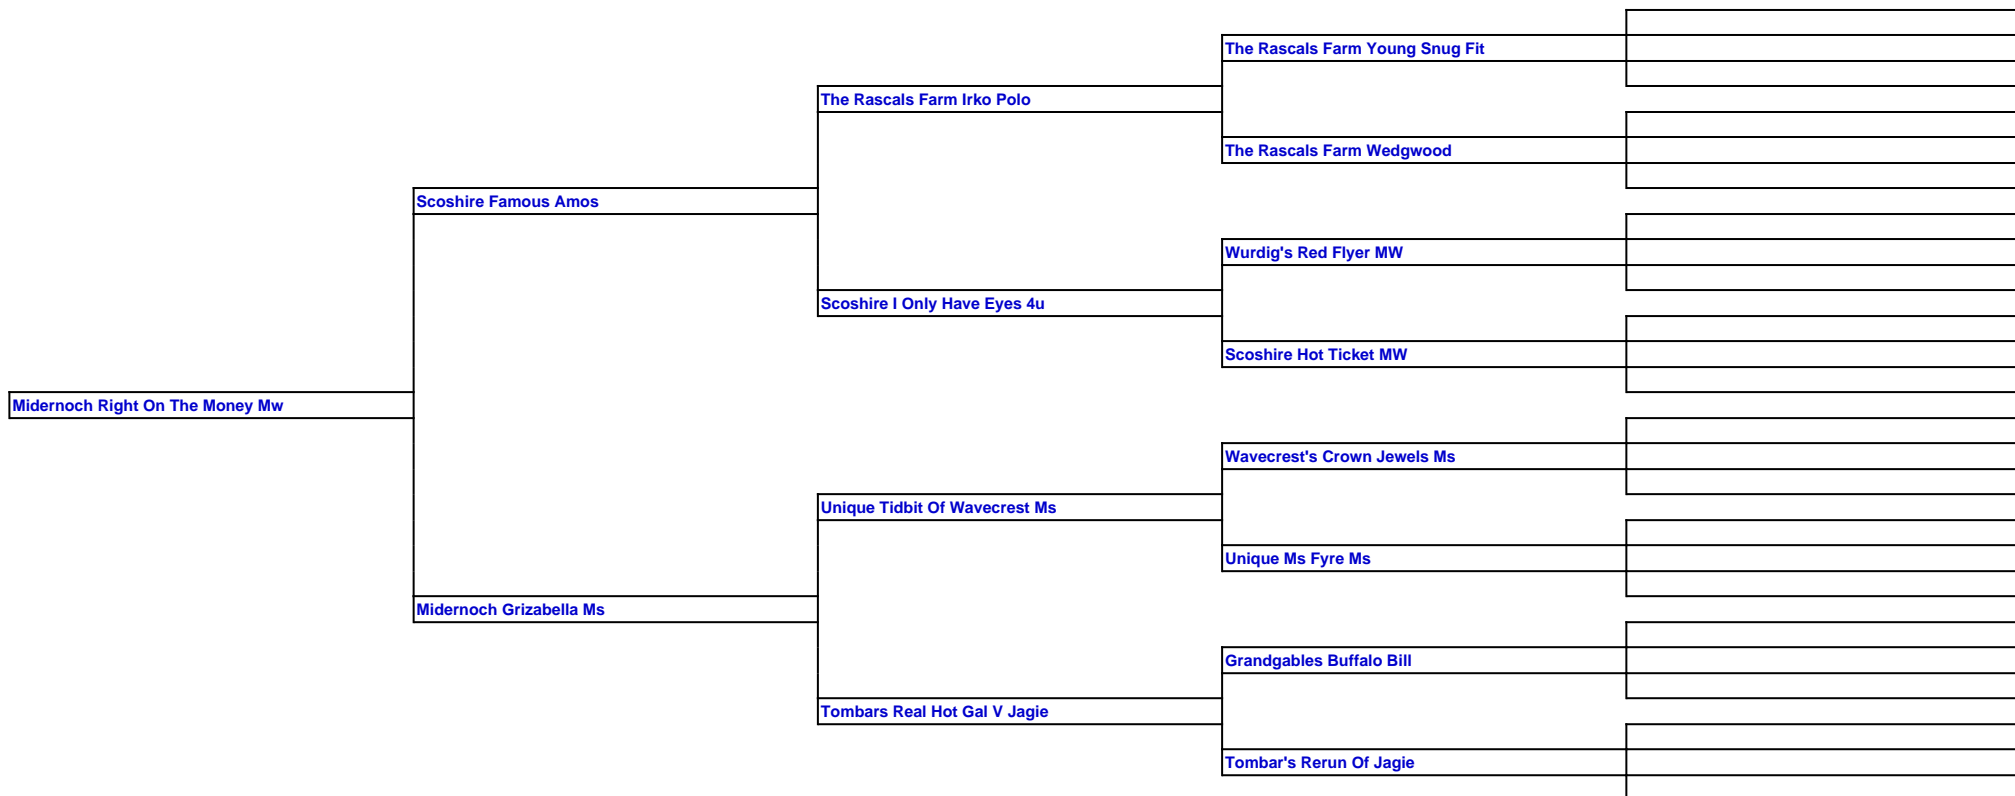 The Rascals Farm Young Snug Fit
The Rascals Farm Irko Polo
The Rascals Farm Wedgwood
Scoshire Famous Amos
Wurdig's Red Flyer MW
Scoshire I Only Have Eyes 4u
Scoshire Hot Ticket MW
Midernoch Right On The Money Mw
Wavecrest's Crown Jewels Ms
Unique Tidbit Of Wavecrest Ms
Unique Ms Fyre Ms
Midernoch Grizabella Ms
Grandgables Buffalo Bill
Tombars Real Hot Gal V Jagie
Tombar's Rerun Of Jagie